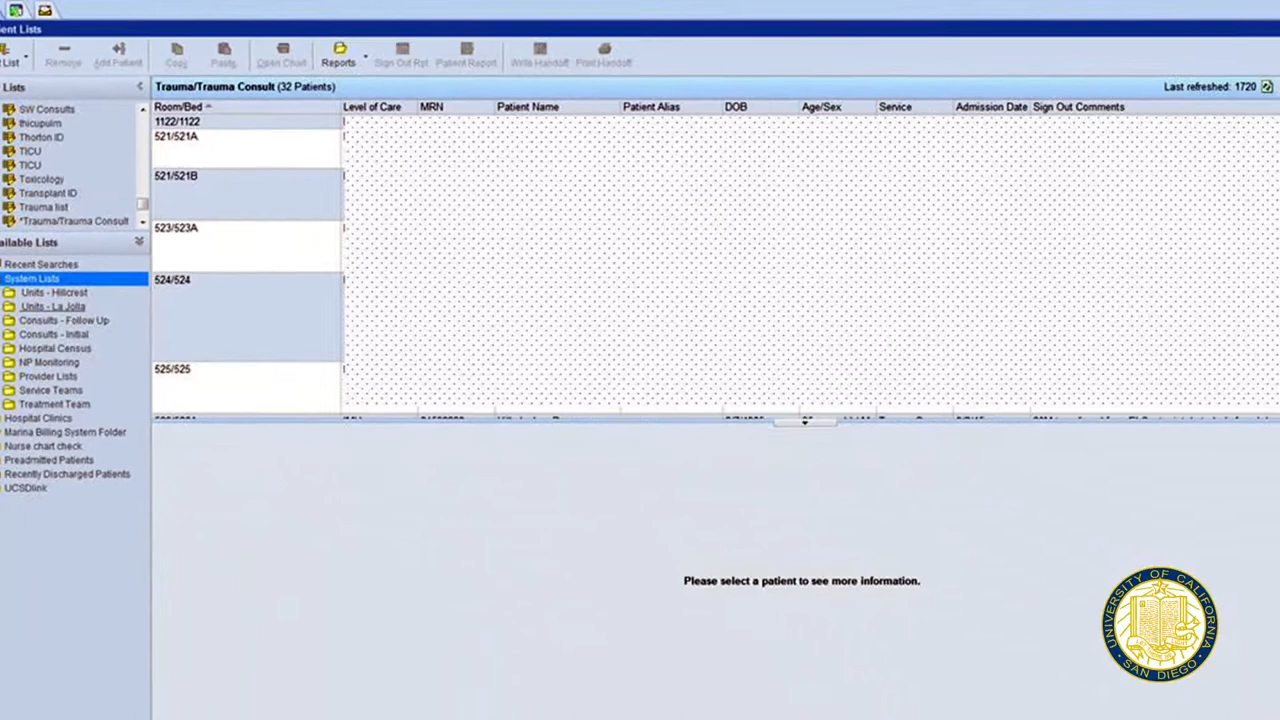 ent Lists
List
Remove
Add Patient
Copy
Paste
Open Chart
Reports
Sign Out Rpt
Patient Report
Write Handoff
Print Handoff
Lists
Trauma/Trauma Consult (32 Patients)
Last refreshed: 1720
SW Consults
thicupulm
Thorton ID
TICU
TICU
Toxicology
Transplant ID
Trauma list
*Trauma/Trauma Consult
ailable Lists
Recent Searches
System Lists
Units - Hillcrest
Units - La Jolla
Consults - Follow Up
Consults - Initial
Hospital Census
NP Monitoring
Provider Lists
Service Teams
Treatment Team
Hospital Clinics
Marina Billing System Folder
Nurse chart check
Preadmitted Patients
Recently Discharged Patients
UCSDlink
Room/Bed Level of Care MRN Patient Name Patient Alias DOB Age/Sex Service Admission Date Sign Out Comments
1122/1122
521/521A
521/521B
523/523A
524/524
525/525
Please select a patient to see more information.
UNIVERSITY OF CALIFORNIA
SAN DIEGO